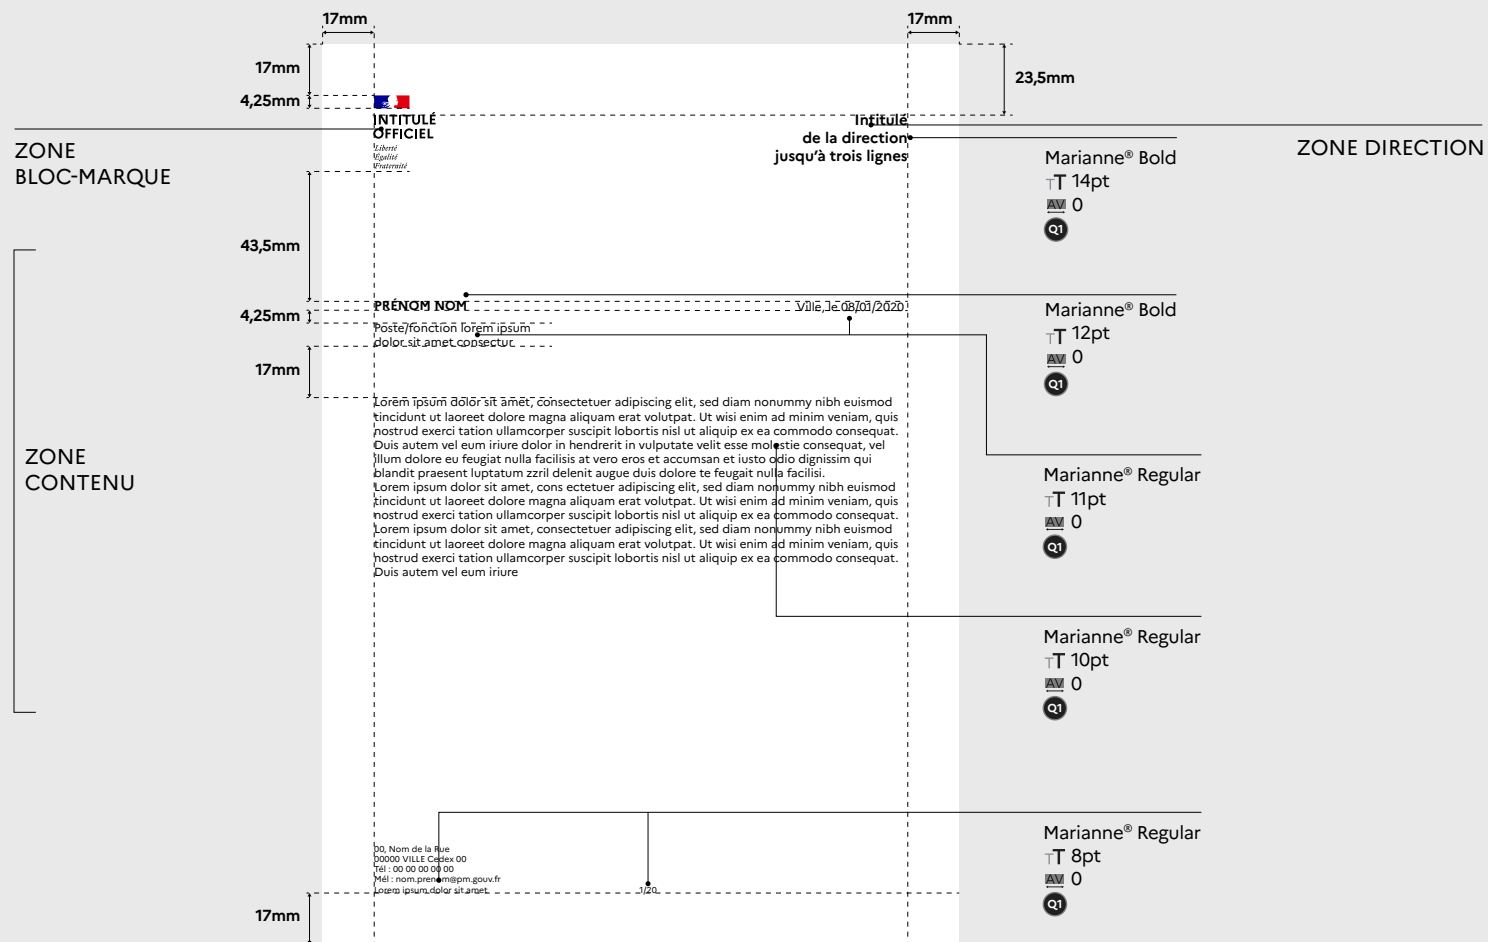 17mm
17mm
17mm
4,25mm
23,5mm
INTITULÉ
OFFICIEL
Liberté
Égalité
Fraternité
Intitulé
de la direction
jusqu'à trois lignes
ZONE
BLOC-MARQUE
ZONE DIRECTION
Marianne® Bold
TT 14pt
AV 0
Q1
43,5mm
PRÉNOM NOM
Ville, le 08/01/2020
4,25mm
Poste/fonction lorem ipsum
dolor sit amet consectur
Marianne® Bold
TT 12pt
AV 0
Q1
17mm
Lorem ipsum dolor sit amet, consectetuer adipiscing elit, sed diam nonummy nibh euismod
tincidunt ut laoreet dolore magna aliquam erat volutpat. Ut wisi enim ad minim veniam, quis
nostrud exerci tation ullamcorper suscipit lobortis nisl ut aliquip ex ea commodo consequat.
Duis autem vel eum iriure dolor in hendrerit in vulputate velit esse molestie consequat, vel
illum dolore eu feugiat nulla facilisis at vero eros et accumsan et iusto odio dignissim qui
blandit praesent luptatum zzril delenit augue duis dolore te feugait nulla facilisi.
Lorem ipsum dolor sit amet, cons ectetuer adipiscing elit, sed diam nonummy nibh euismod
tincidunt ut laoreet dolore magna aliquam erat volutpat. Ut wisi enim ad minim veniam, quis
nostrud exerci tation ullamcorper suscipit lobortis nisl ut aliquip ex ea commodo consequat.
Lorem ipsum dolor sit amet, consectetuer adipiscing elit, sed diam nonummy nibh euismod
tincidunt ut laoreet dolore magna aliquam erat volutpat. Ut wisi enim ad minim veniam, quis
nostrud exerci tation ullamcorper suscipit lobortis nisl ut aliquip ex ea commodo consequat.
Duis autem vel eum iriure
ZONE
CONTENU
Marianne® Regular
TT 11pt
AV 0
Q1
Marianne® Regular
TT 10pt
AV 0
Q1
00, Nom de la Rue
00000 VILLE Cedex 00
Tél : 00 00 00 00 00
Mél : nom.prenom@pm.gouv.fr
Lorem ipsum dolor sit amet
1/20
Marianne® Regular
TT 8pt
AV 0
Q1
17mm